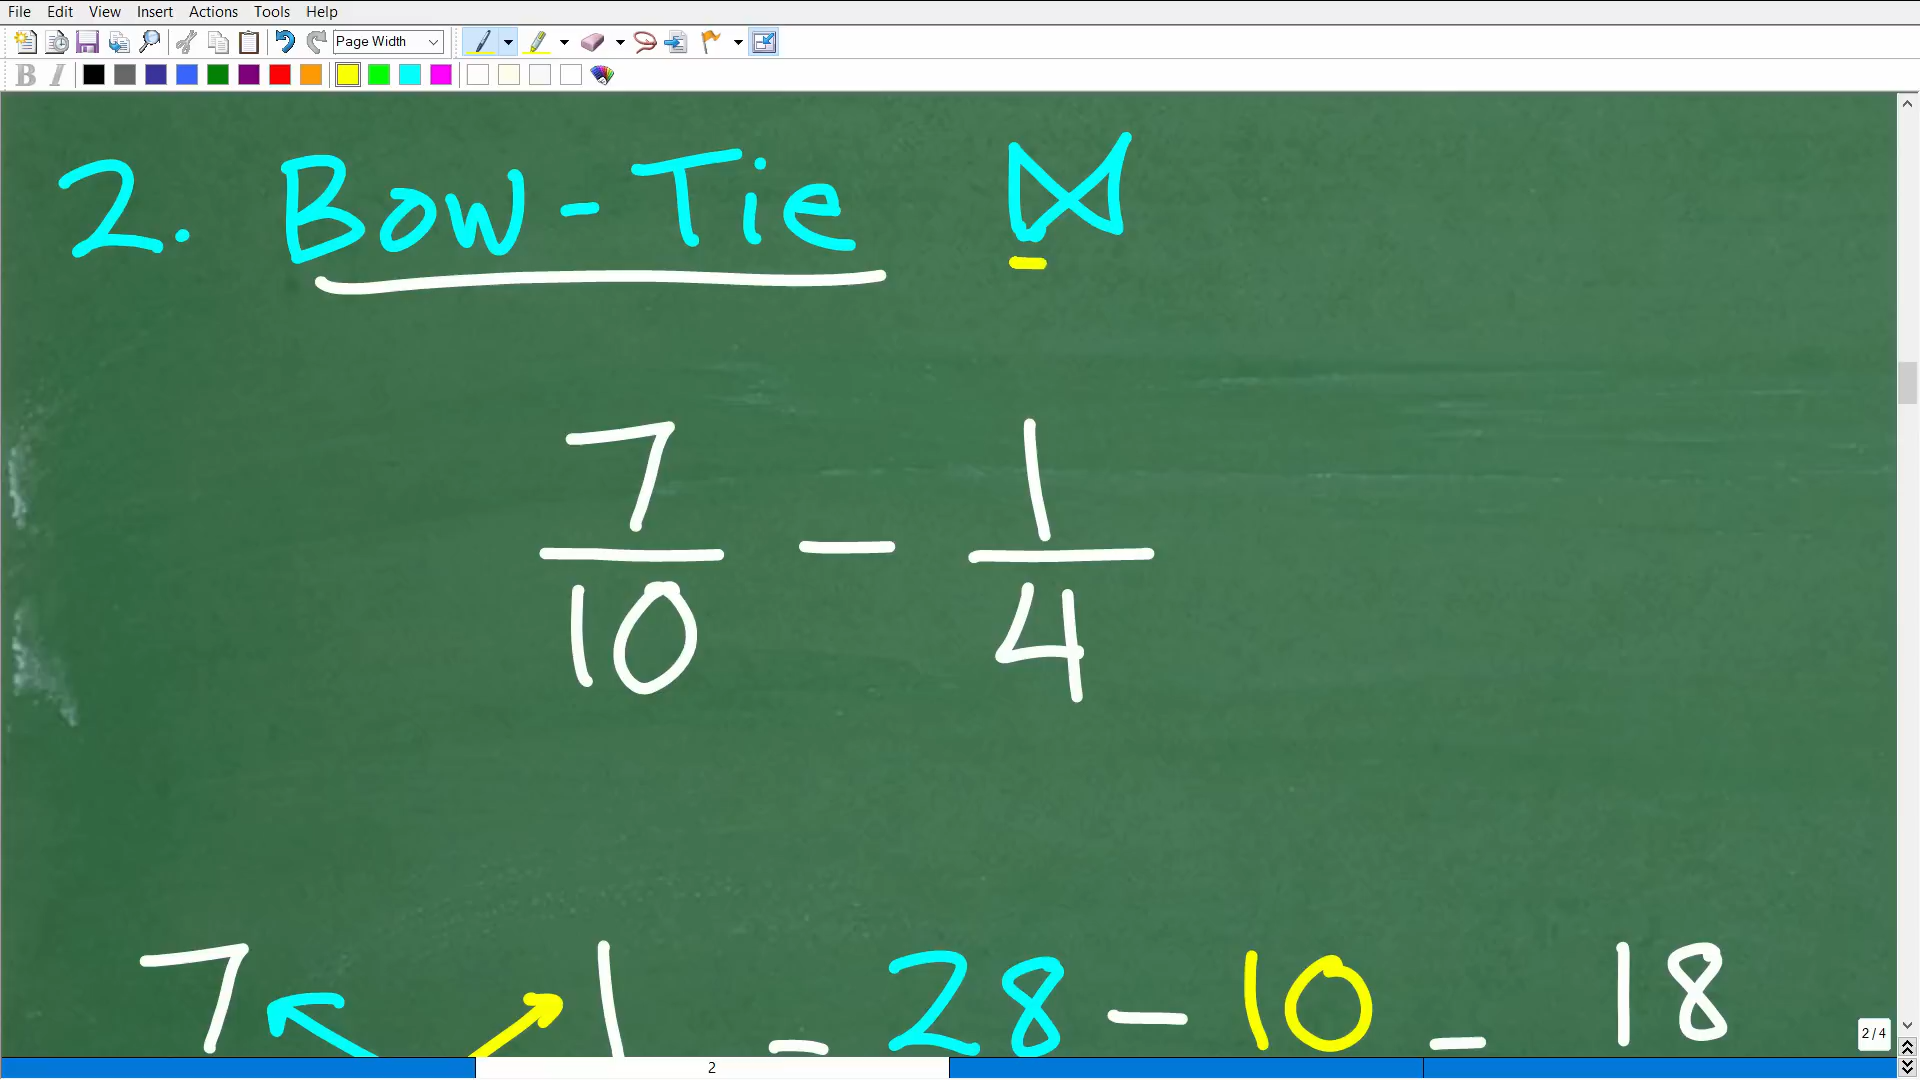 File Edit View Insert Actions Tools Help
Page Width
B I
2. Bow-Tie
7/10 - 1/4
7 1 = 28 - 10 = 18
2/4
2